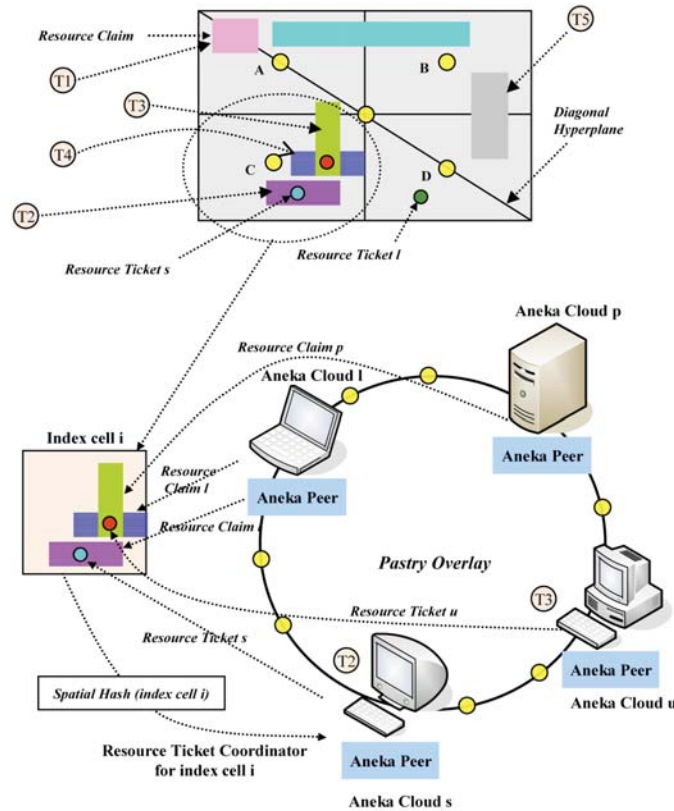 Resource Claim
T1
T3
T4
T2
T5
A
B
C
D
Diagonal
Hyperplane
Resource Ticket s
Resource Ticket l
Aneka Cloud p
Resource Claim p
Aneka Cloud l
Index cell i
Resource
Claim l
Resource Claim
Aneka Peer
Aneka Peer
Pastry Overlay
Resource Ticket u
T3
Resource Ticket s
T2
Aneka Peer
Aneka Cloud u
Spatial Hash (index cell i)
Resource Ticket Coordinator
for index cell i
Aneka Peer
Aneka Cloud s